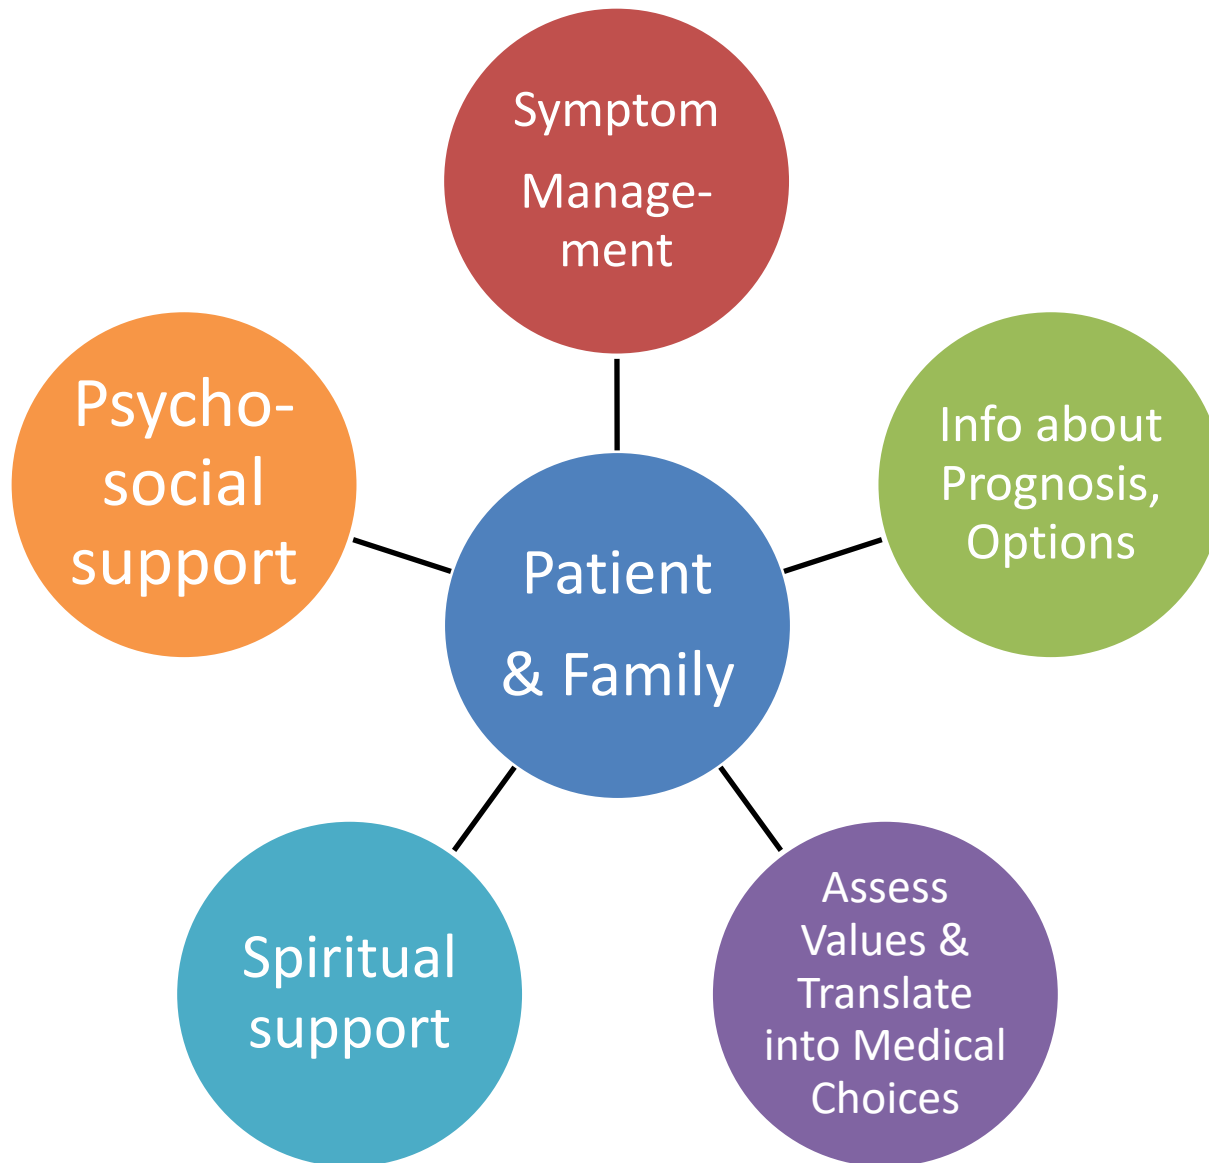 Symptom
Manage-
ment
Info about
Prognosis,
Options
Assess
Values &
Translate
into Medical
Choices
Spiritual
support
Psycho-
social
support
Patient
& Family